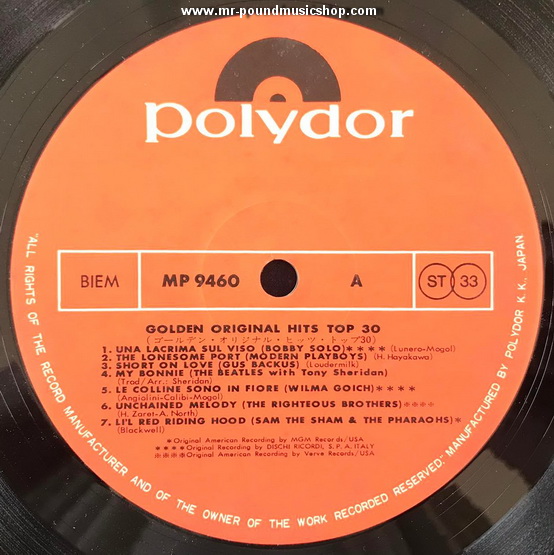 www.mr-poundmusicshop.com
polydor
BIEM MP 9460 A ST 33
GOLDEN ORIGINAL HITS TOP 30
(ゴールデン・オリジナル・ヒッツ・トップ30)
1. UNA LACRIMA SUL VISO (BOBBY SOLO)**** (Lunero-Mogol)
2. THE LONESOME PORT (MODERN PLAYBOYS) (H. Hayakawa)
3. SHORT ON LOVE (GUS BACKUS) (Loudermilk)
4. MY BONNIE (THE BEATLES with Tony Sheridan)
(Trad/Arr.: Sheridan)
5. LE COLLINE SONO IN FIORE (WILMA GOICH)****
(Angialini-Calibi-Mogol)
6. UNCHAINED MELODY (THE RIGHTEOUS BROTHERS)※※※※
(H. Zaret-A. North)
7. LI'L RED RIDING HOOD (SAM THE SHAM & THE PHARAOHS)*
(Blackwell)
*Original American Recording by MGM Records/USA
****Original Recording by DISCHI RICORDI, S.P.A. ITALY
※※※※Original American Recording by Verve Records/USA
"ALL RIGHTS OF THE RECORD MANUFACTURER AND OF THE OWNER OF THE WORK RECORDED RESERVED." MANUFACTURED BY POLYDOR K.K., JAPAN